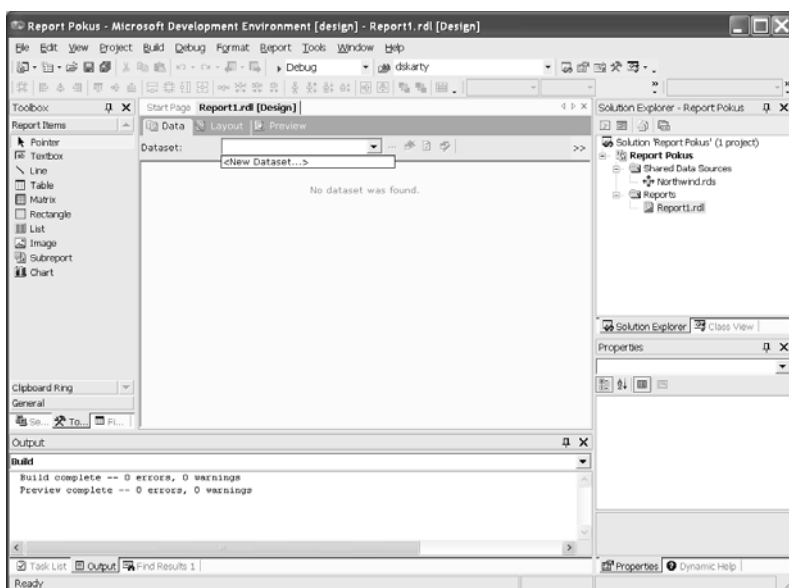 Report Pokus - Microsoft Development Environment [design] - Report1.rdl [Design]
File Edit View Project Build Debug Format Report Tools Window Help
Debug dskarty
Toolbox
Start Page Report1.rdl [Design]
Solution Explorer - Report Pokus
Report Items
Data Layout Preview
Pointer
Dataset:
>>
Solution 'Report Pokus' (1 project)
Textbox
<New Dataset...>
Report Pokus
Line
Shared Data Sources
Table
No dataset was found.
Northwind.rds
Matrix
Reports
Rectangle
Report1.rdl
List
Image
Subreport
Chart
Solution Explorer Class View
Properties
Clipboard Ring
General
Se... To... Fi...
Output
Build
Build complete -- 0 errors, 0 warnings
Preview complete -- 0 errors, 0 warnings
Task List Output Find Results 1
Properties Dynamic Help
Ready